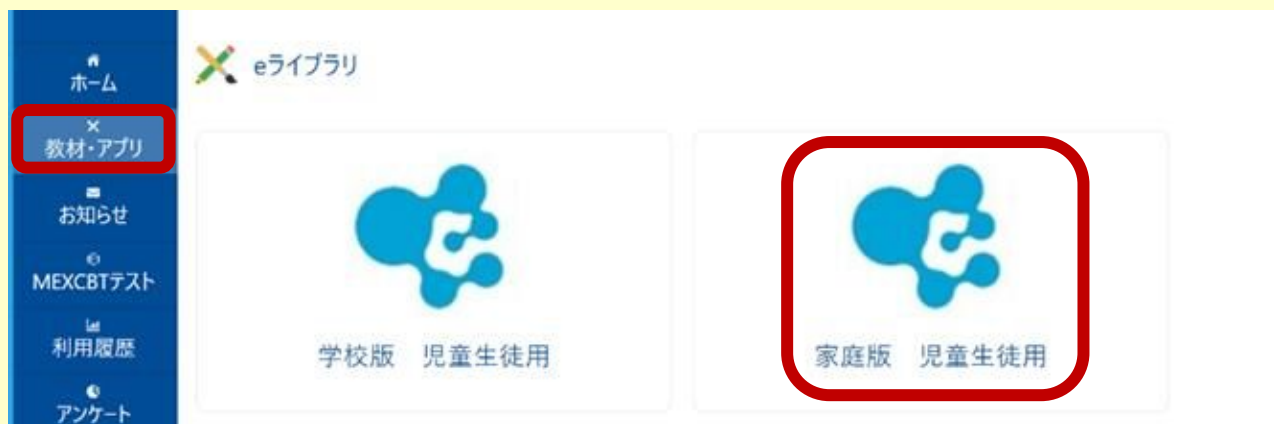 ホーム
教材・アプリ
お知らせ
MEXCBTテスト
利用履歴
アンケート
eライブラリ
学校版　児童生徒用
家庭版　児童生徒用